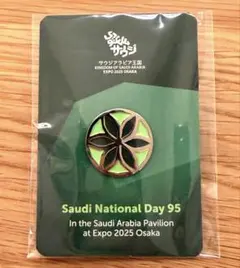 サウジアラビア王国
KINGDOM OF SAUDI ARABIA
EXPO 2025 OSAKA
Saudi National Day 95
In the Saudi Arabia Pavilion
at Expo 2025 Osaka